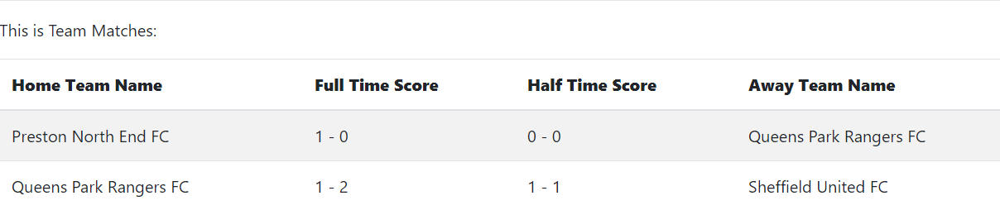 This is Team Matches:
Home Team Name Full Time Score Half Time Score Away Team Name
Preston North End FC 1 - 0 0 - 0 Queens Park Rangers FC
Queens Park Rangers FC 1 - 2 1 - 1 Sheffield United FC